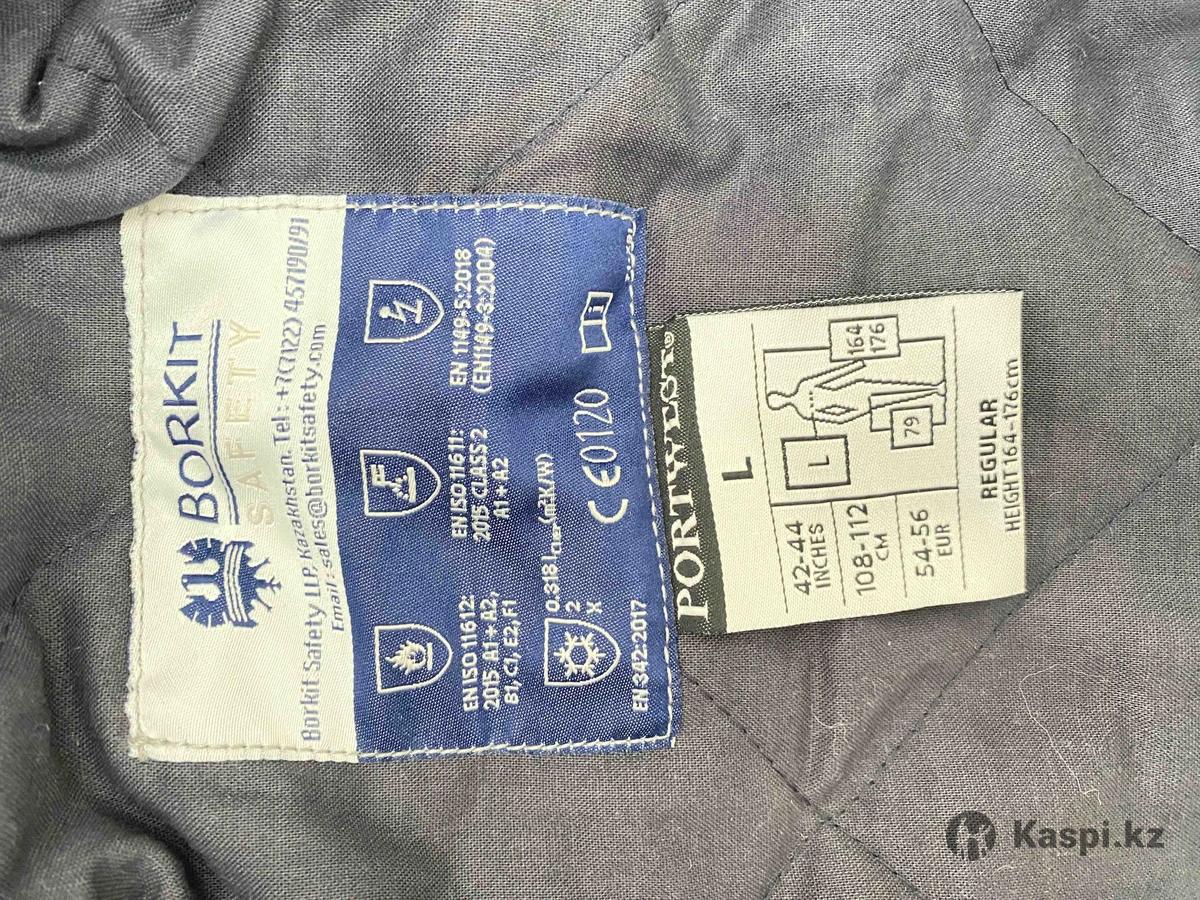 BORKIT
SAFETY
Borkit Safety LLP, Kazakhstan. Tel: +7(7122) 457190/91
Email: sales@borkitsafety.com
EN ISO 11612:
2015 A1+A2,
B1, C1, E2, F1
EN ISO 11611:
2015 CLASS 2
A1+A2
EN 1149-5:2018
(EN1149-3:2004)
0.318 Icler(m²K/W)
2
X
EN 342:2017
CE0120
i
PORTWEST®
L
42-44
INCHES
108-112
CM
54-56
EUR
L
164
176
79
REGULAR
HEIGHT 164-176cm
Kaspi.kz